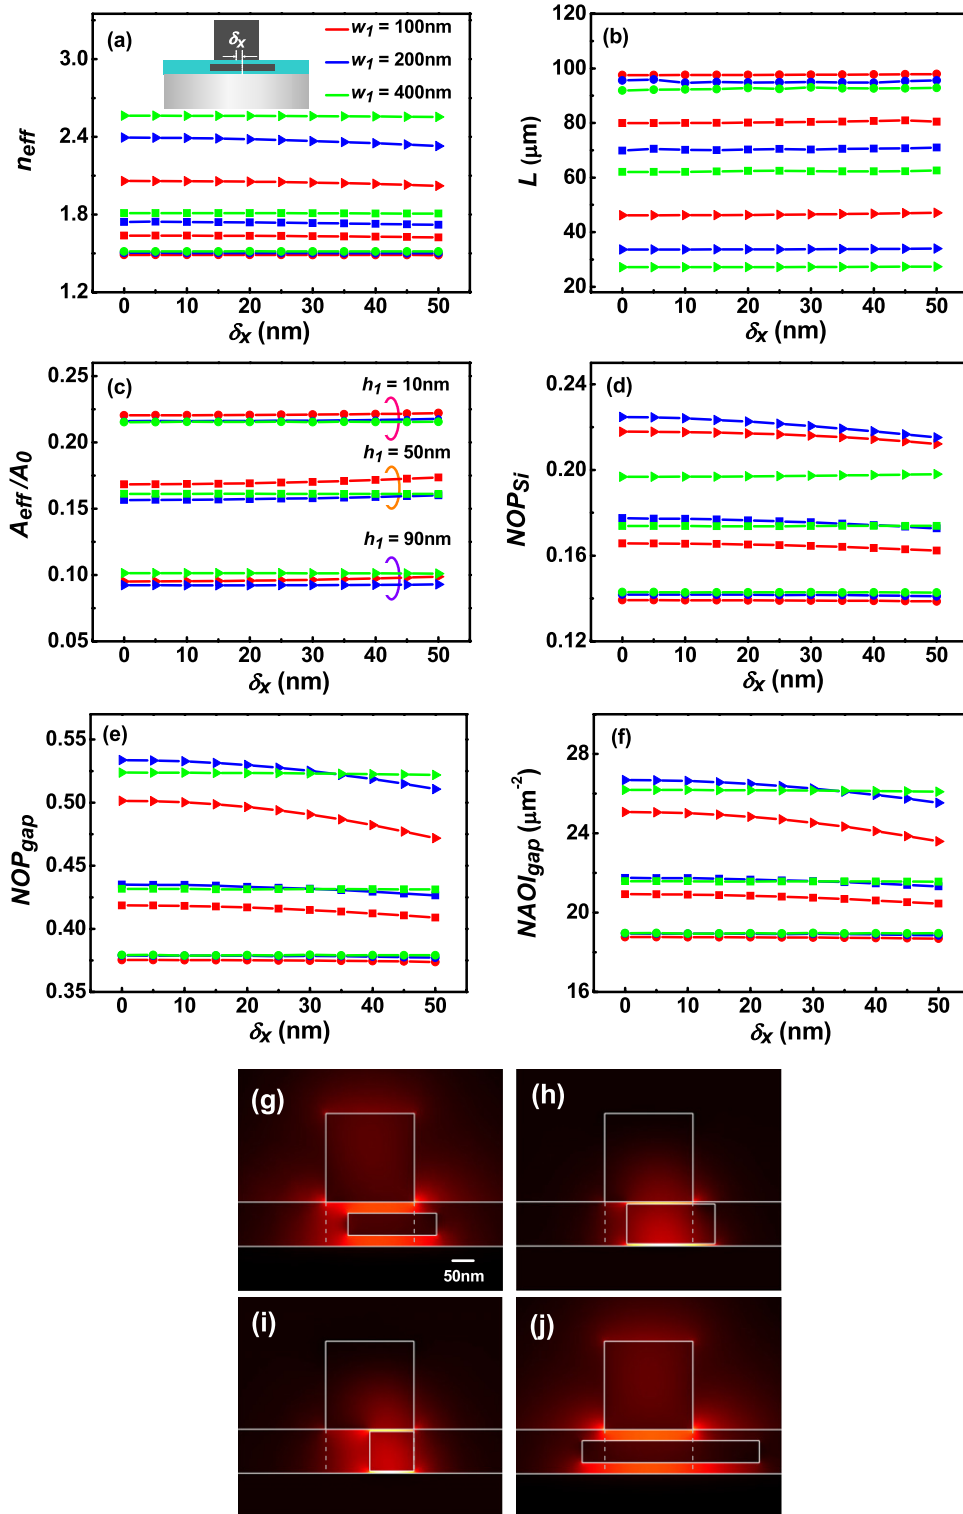 (a)
δx
w1 = 100nm
w1 = 200nm
w1 = 400nm
3.0
2.4
1.8
1.2
neff
0 10 20 30 40 50
δx (nm)
(b)
120
100
80
60
40
20
L (μm)
0 10 20 30 40 50
δx (nm)
(c)
h1 = 10nm
h1 = 50nm
h1 = 90nm
0.25
0.20
0.15
0.10
0.05
Aeff/A0
0 10 20 30 40 50
δx (nm)
(d)
0.24
0.20
0.16
0.12
NOPSi
0 10 20 30 40 50
δx (nm)
(e)
0.55
0.50
0.45
0.40
0.35
NOPgap
0 10 20 30 40 50
δx (nm)
(f)
28
24
20
16
NAOIgap (μm-2)
0 10 20 30 40 50
δx (nm)
(g)
50nm
(h)
(i)
(j)